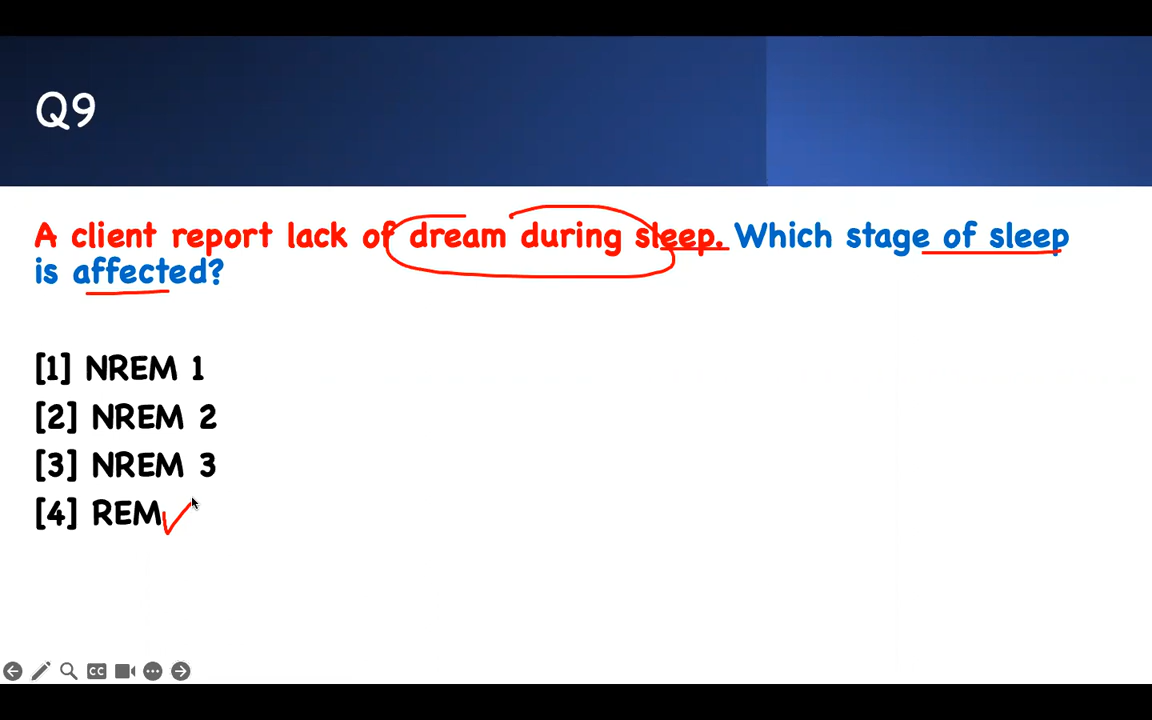 Q9
A client report lack of dream during sleep. Which stage of sleep
is affected?
[1] NREM 1
[2] NREM 2
[3] NREM 3
[4] REM
CC